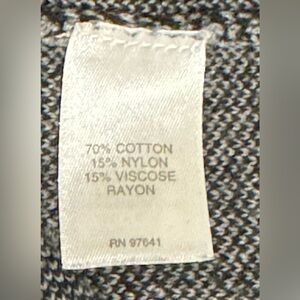 70% COTTON
15% NYLON
15% VISCOSE
RAYON
RN 97641